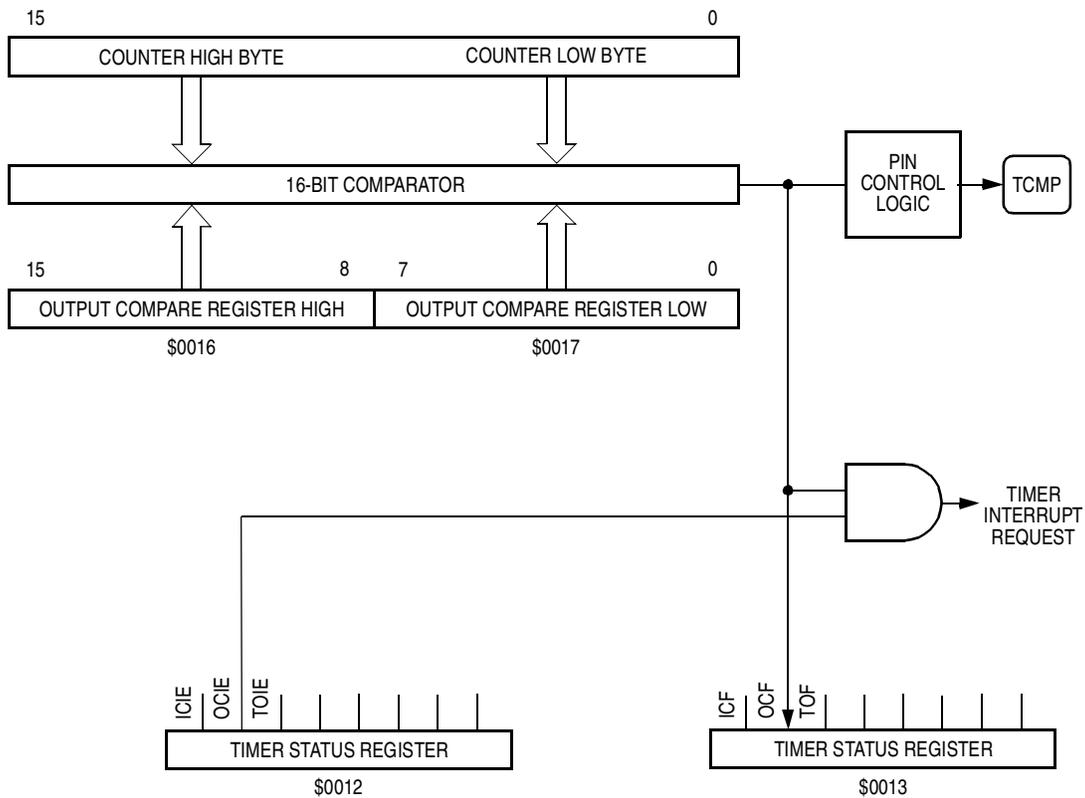 15 0
COUNTER HIGH BYTE COUNTER LOW BYTE
16-BIT COMPARATOR
PIN
CONTROL
LOGIC
TCMP
15 8 7 0
OUTPUT COMPARE REGISTER HIGH OUTPUT COMPARE REGISTER LOW
$0016 $0017
TIMER
INTERRUPT
REQUEST
ICIE
OCIE
TOIE
TIMER STATUS REGISTER
$0012
ICF
OCF
TOF
TIMER STATUS REGISTER
$0013